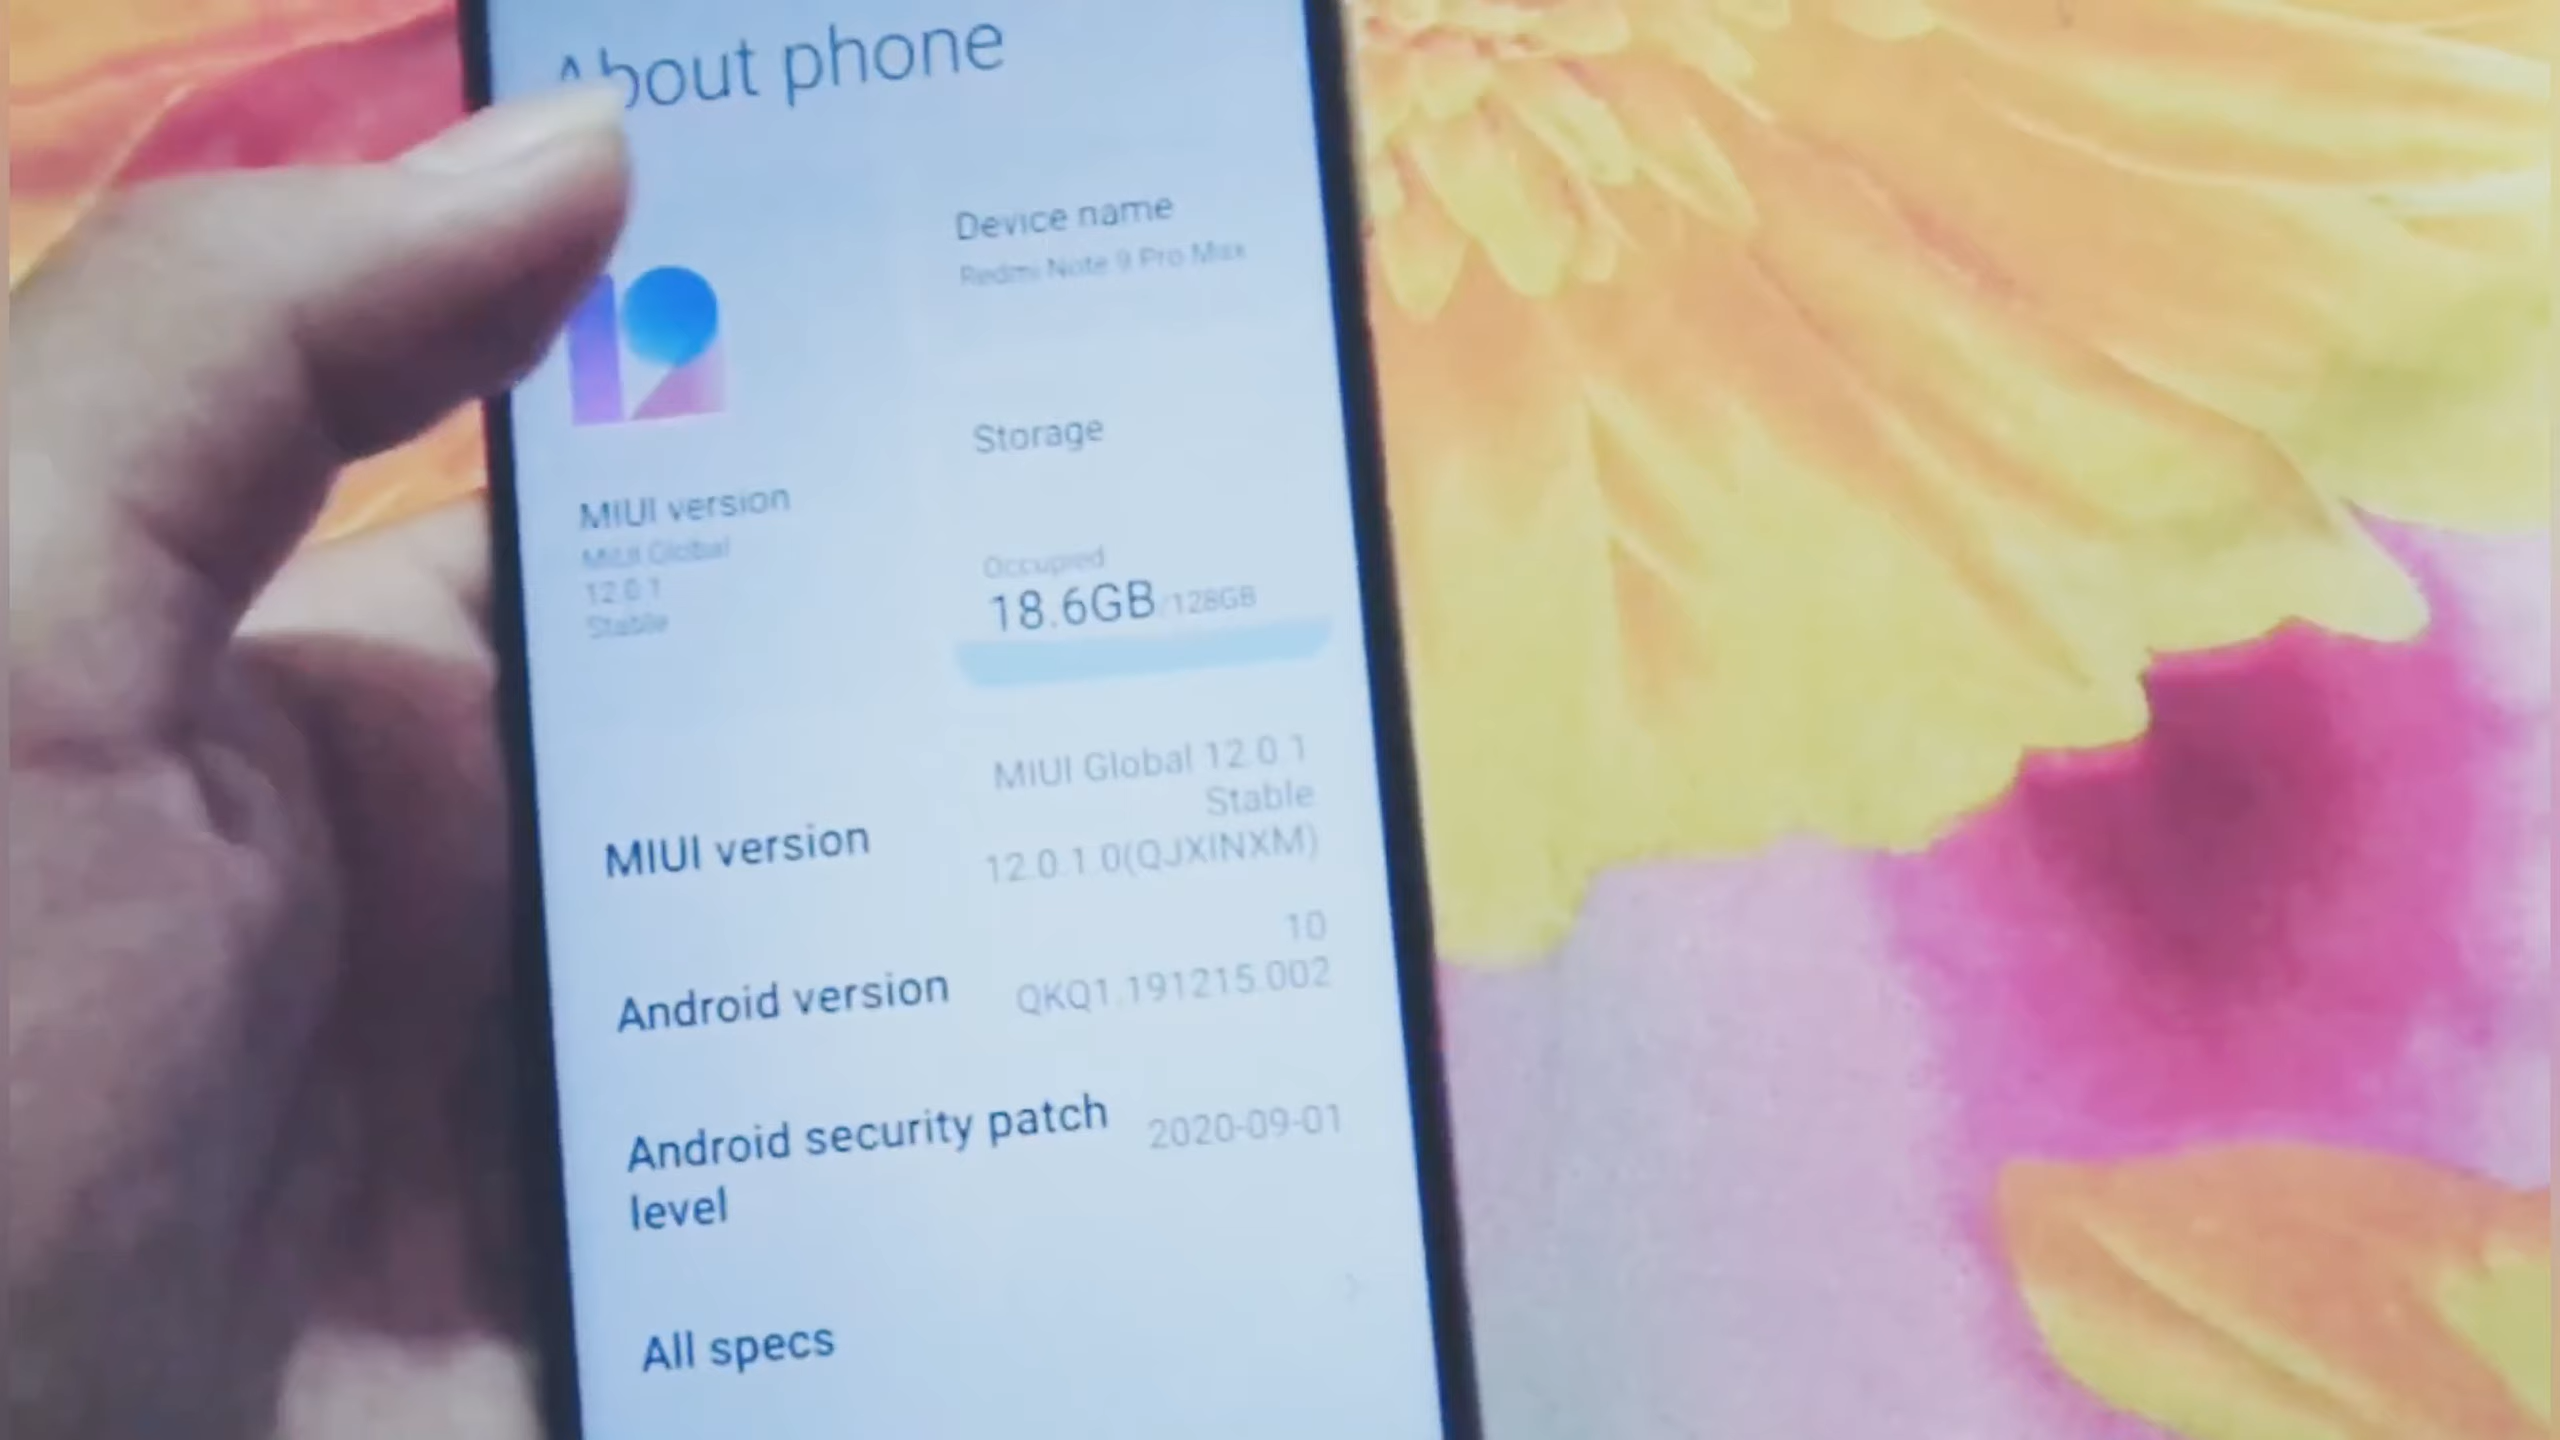 About phone
Device name
Redmi Note 9 Pro Max
Storage
MIUI version
MIUI Global
12.0.1
Stable
Occupied
18.6GB/128GB
MIUI version
MIUI Global 12.0.1
Stable
12.0.1.0(QJXINXM)
Android version
10
QKQ1.191215.002
Android security patch
level
2020-09-01
All specs